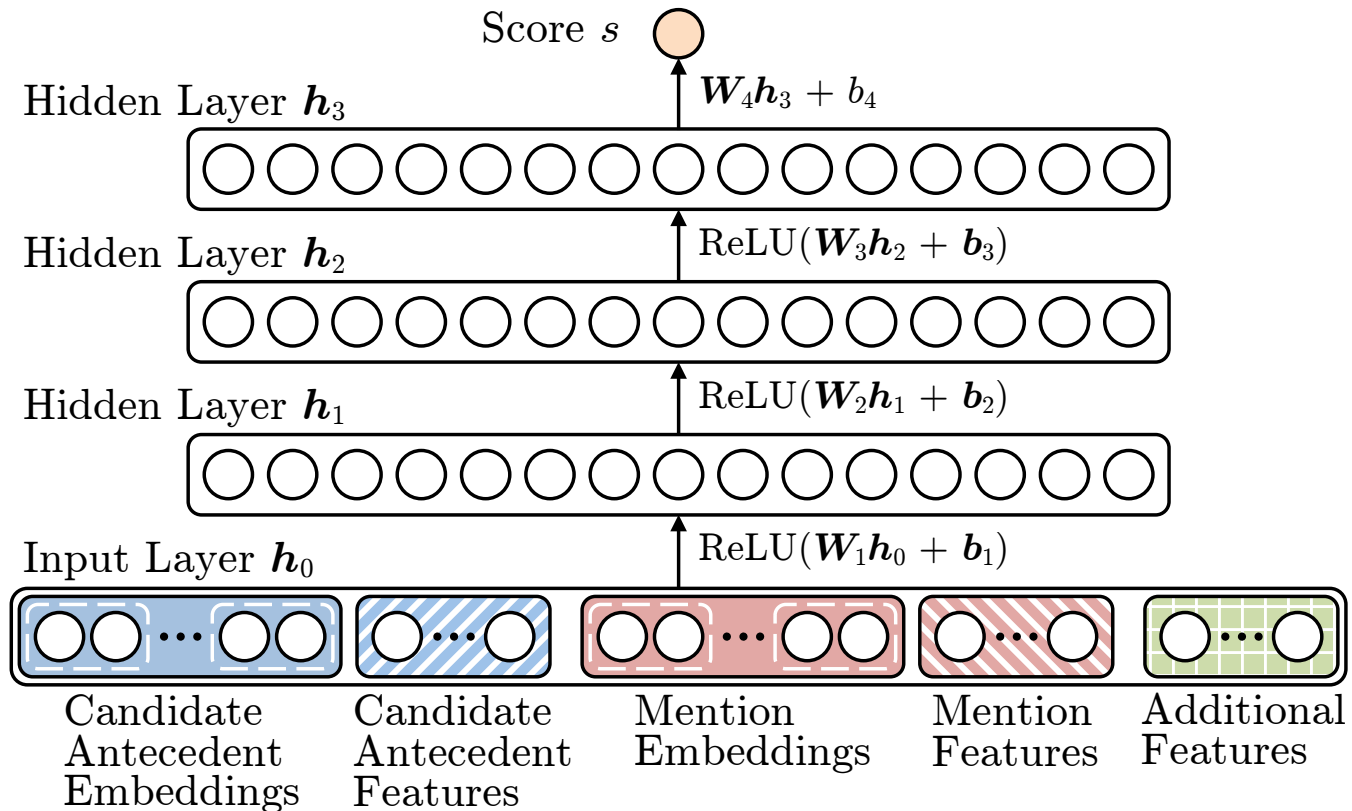 Score s
W₄h₃ + b₄
Hidden Layer h₃
ReLU(W₃h₂ + b₃)
Hidden Layer h₂
ReLU(W₂h₁ + b₂)
Hidden Layer h₁
ReLU(W₁h₀ + b₁)
Input Layer h₀
Candidate
Antecedent
Embeddings
Candidate
Antecedent
Features
Mention
Embeddings
Mention
Features
Additional
Features